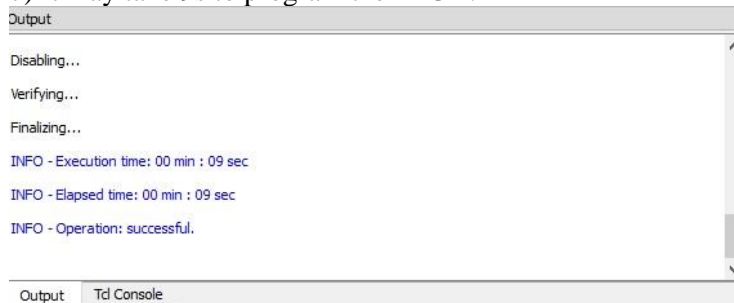 Output
Disabling...
Verifying...
Finalizing...
INFO - Execution time: 00 min : 09 sec
INFO - Elapsed time: 00 min : 09 sec
INFO - Operation: successful.
Output Tcl Console